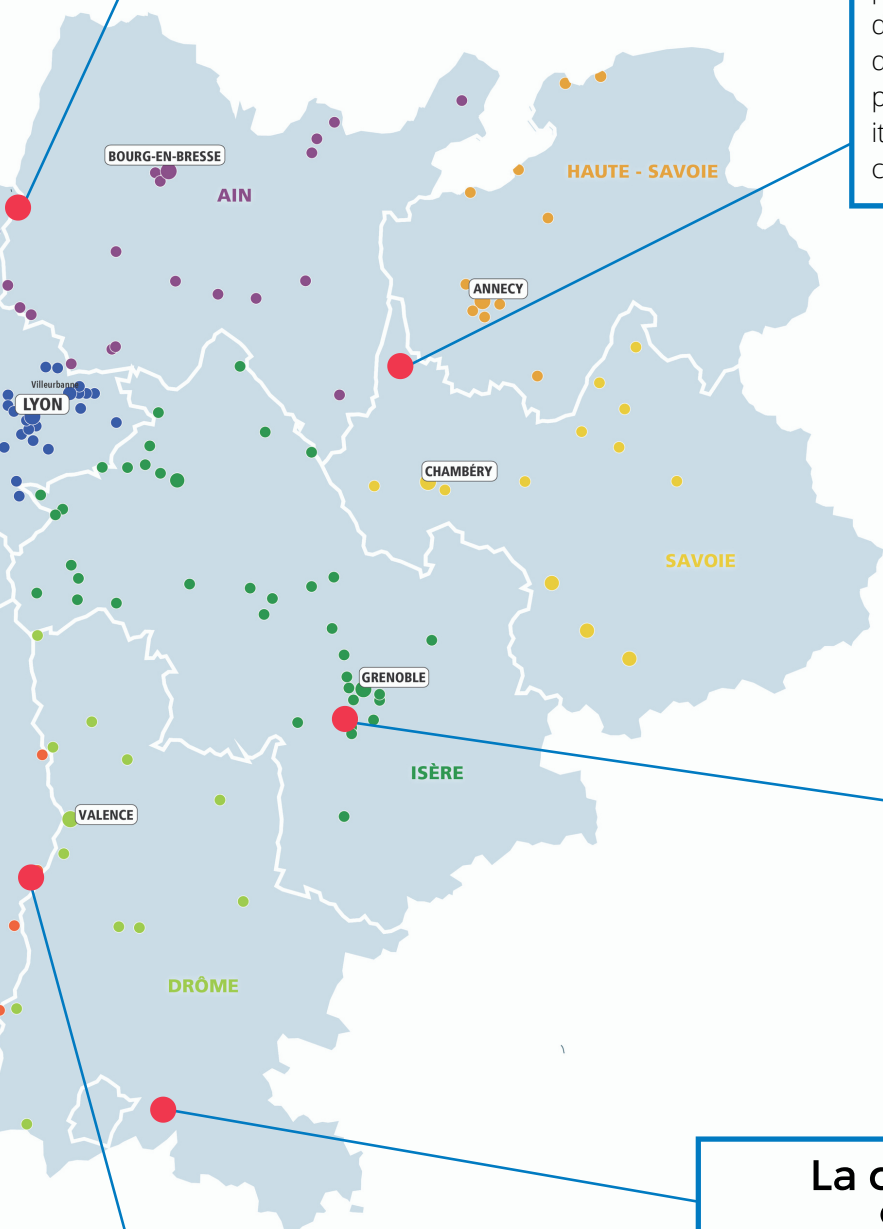 BOURG-EN-BRESSE
AIN
HAUTE - SAVOIE
ANNECY
Villeurbanne
LYON
CHAMBÉRY
SAVOIE
GRENOBLE
ISÈRE
VALENCE
DRÔME
La